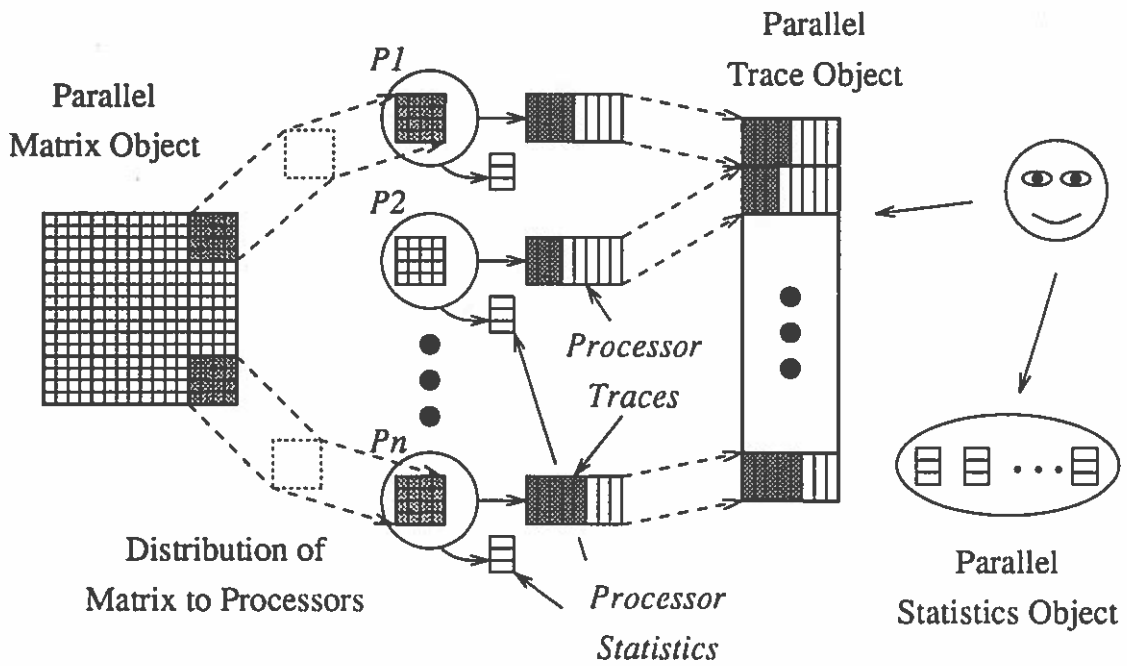 Parallel
Matrix Object
P1
Parallel
Trace Object
P2
Processor
Traces
Pn
Distribution of
Matrix to Processors
Processor
Statistics
Parallel
Statistics Object